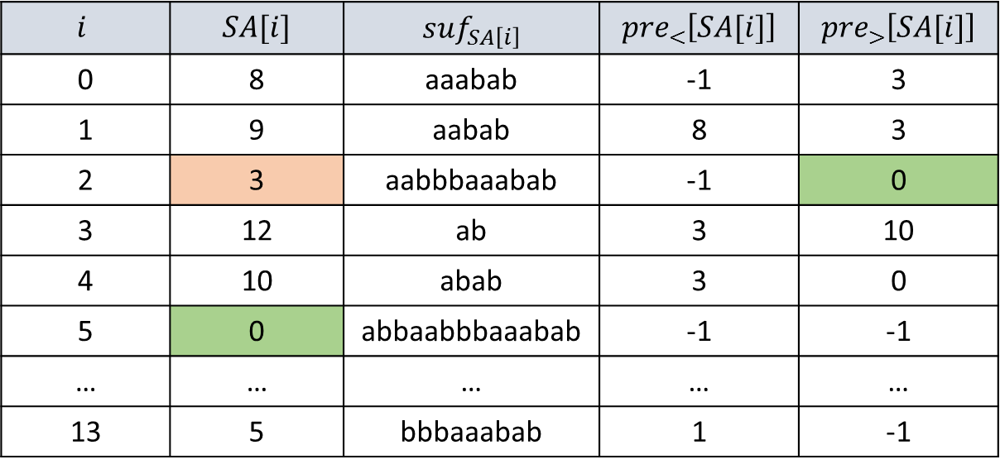 i SA[i] suf_{SA[i]} pre_<[SA[i]] pre_>[SA[i]]
0 8 aaabab -1 3
1 9 aabab 8 3
2 3 aabbbaaabab -1 0
3 12 ab 3 10
4 10 abab 3 0
5 0 abbaabbbaaabab -1 -1
... ... ... ... ...
13 5 bbbaaabab 1 -1